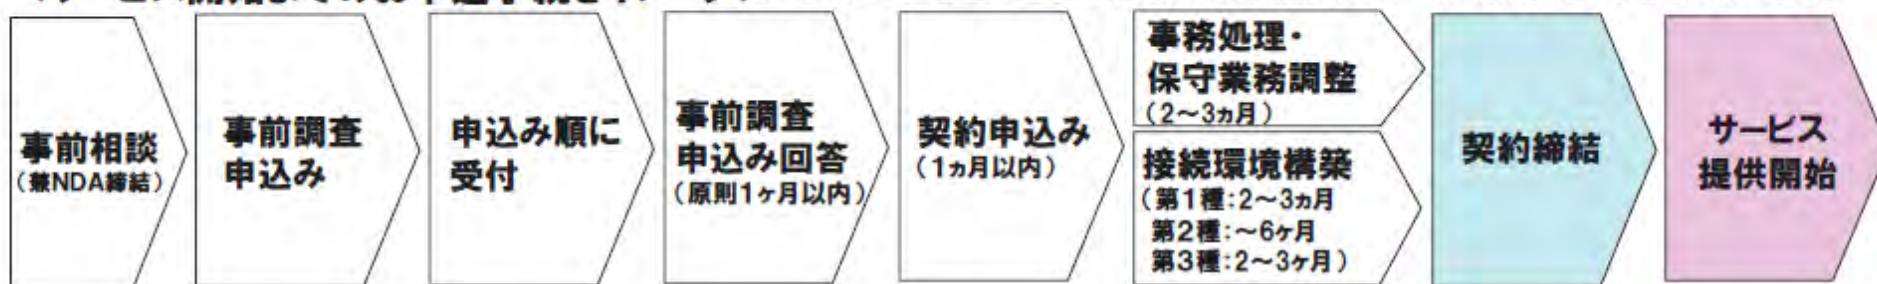 事前相談
（兼NDA締結）
事前調査
申込み
申込み順に
受付
事前調査
申込み回答
（原則1ヶ月以内）
契約申込み
（1ヵ月以内）
事務処理・
保守業務調整
（2～3ヵ月）
接続環境構築
（第1種：2～3ヵ月
第2種：～6ヶ月
第3種：2～3ヶ月）
契約締結
サービス
提供開始